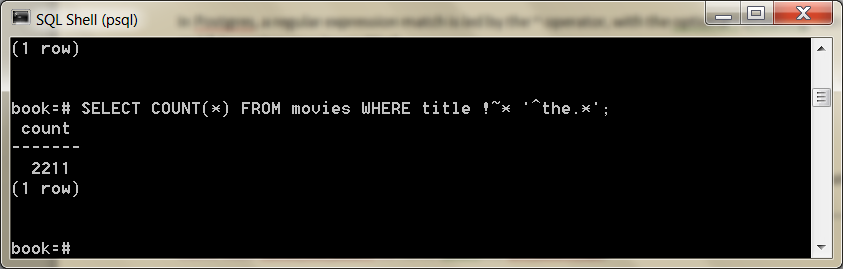 SQL Shell (psql)
In Postgres, a regular expression match is led by the ~ operator, with the optional
(1 row)
book=# SELECT COUNT(*) FROM movies WHERE title !~* '^the.*';
count
-------
2211
(1 row)
book=#